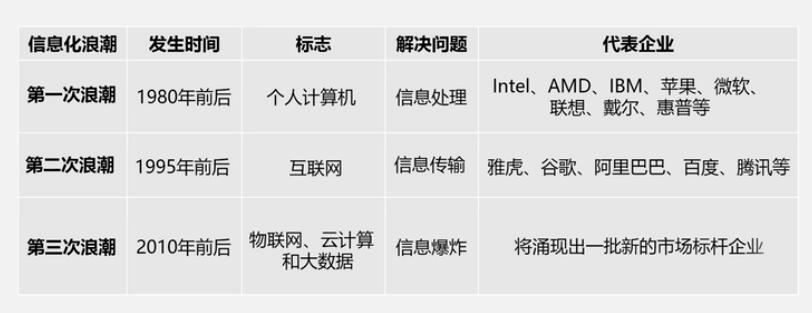 信息化浪潮 发生时间 标志 解决问题 代表企业
第一次浪潮 1980年前后 个人计算机 信息处理 Intel、AMD、IBM、苹果、微软、
联想、戴尔、惠普等
第二次浪潮 1995年前后 互联网 信息传输 雅虎、谷歌、阿里巴巴、百度、腾讯等
第三次浪潮 2010年前后 物联网、云计算
和大数据 信息爆炸 将涌现出一批新的市场标杆企业